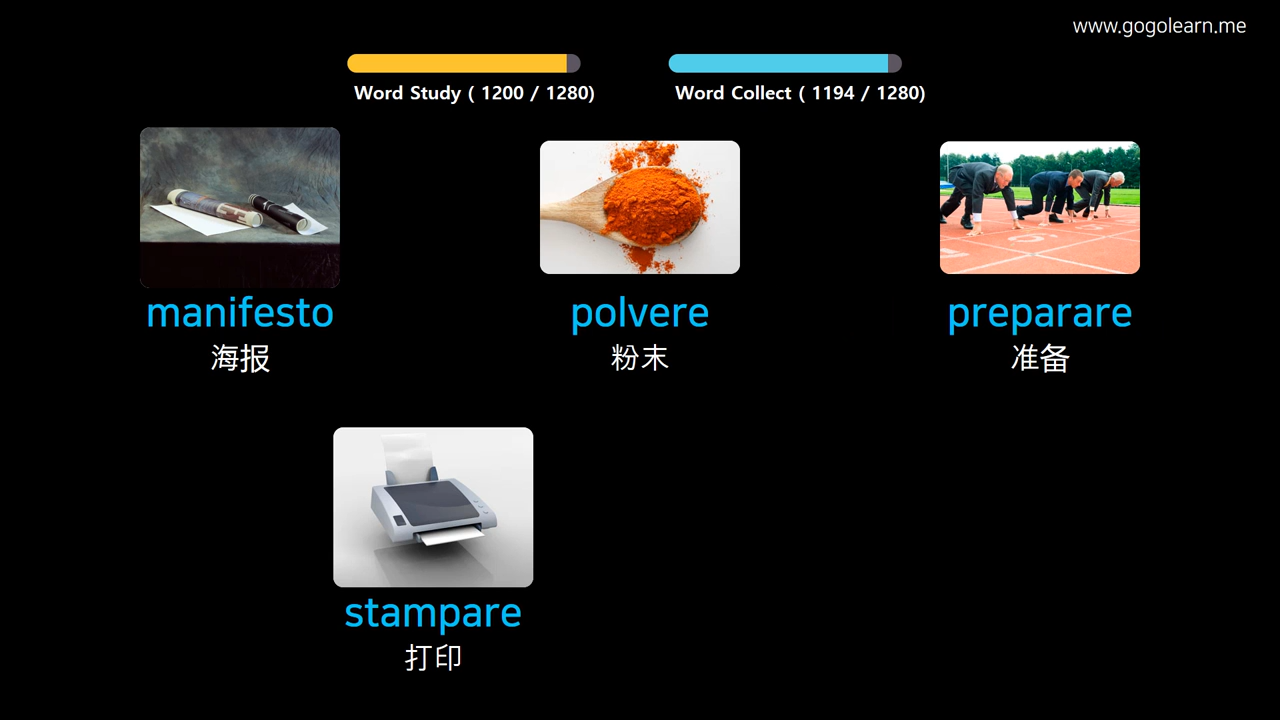 www.gogolearn.me
Word Study ( 1200 / 1280)
Word Collect ( 1194 / 1280)
manifesto
海报
polvere
粉末
preparare
准备
stampare
打印